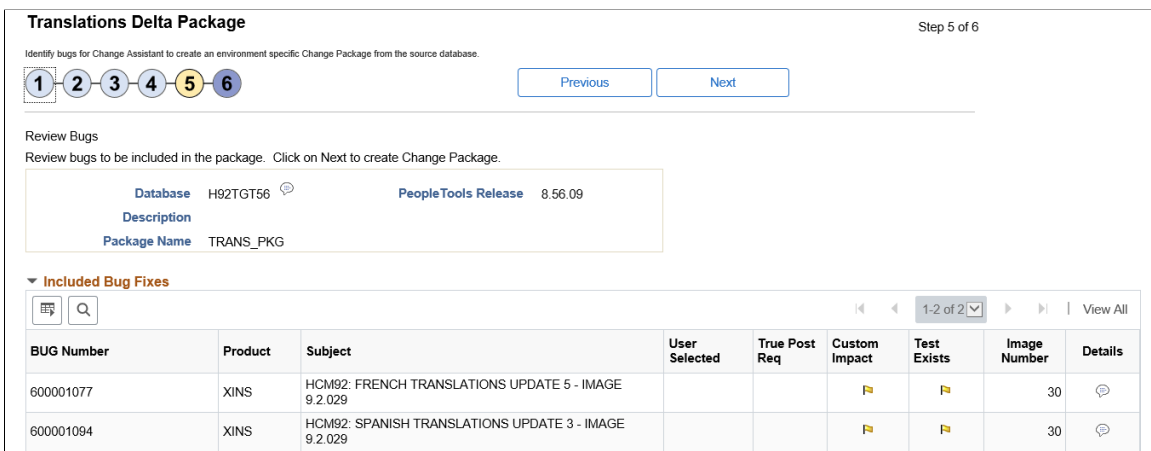 Translations Delta Package
Step 5 of 6
Identify bugs for Change Assistant to create an environment specific Change Package from the source database.
1 2 3 4 5 6
Previous Next
Review Bugs
Review bugs to be included in the package. Click on Next to create Change Package.
Database H92TGT56 PeopleTools Release 8.56.09
Description
Package Name TRANS_PKG
Included Bug Fixes
1-2 of 2 | View All
BUG Number Product Subject User Selected True Post Req Custom Impact Test Exists Image Number Details
600001077 XINS HCM92: FRENCH TRANSLATIONS UPDATE 5 - IMAGE 9.2.029 30
600001094 XINS HCM92: SPANISH TRANSLATIONS UPDATE 3 - IMAGE 9.2.029 30